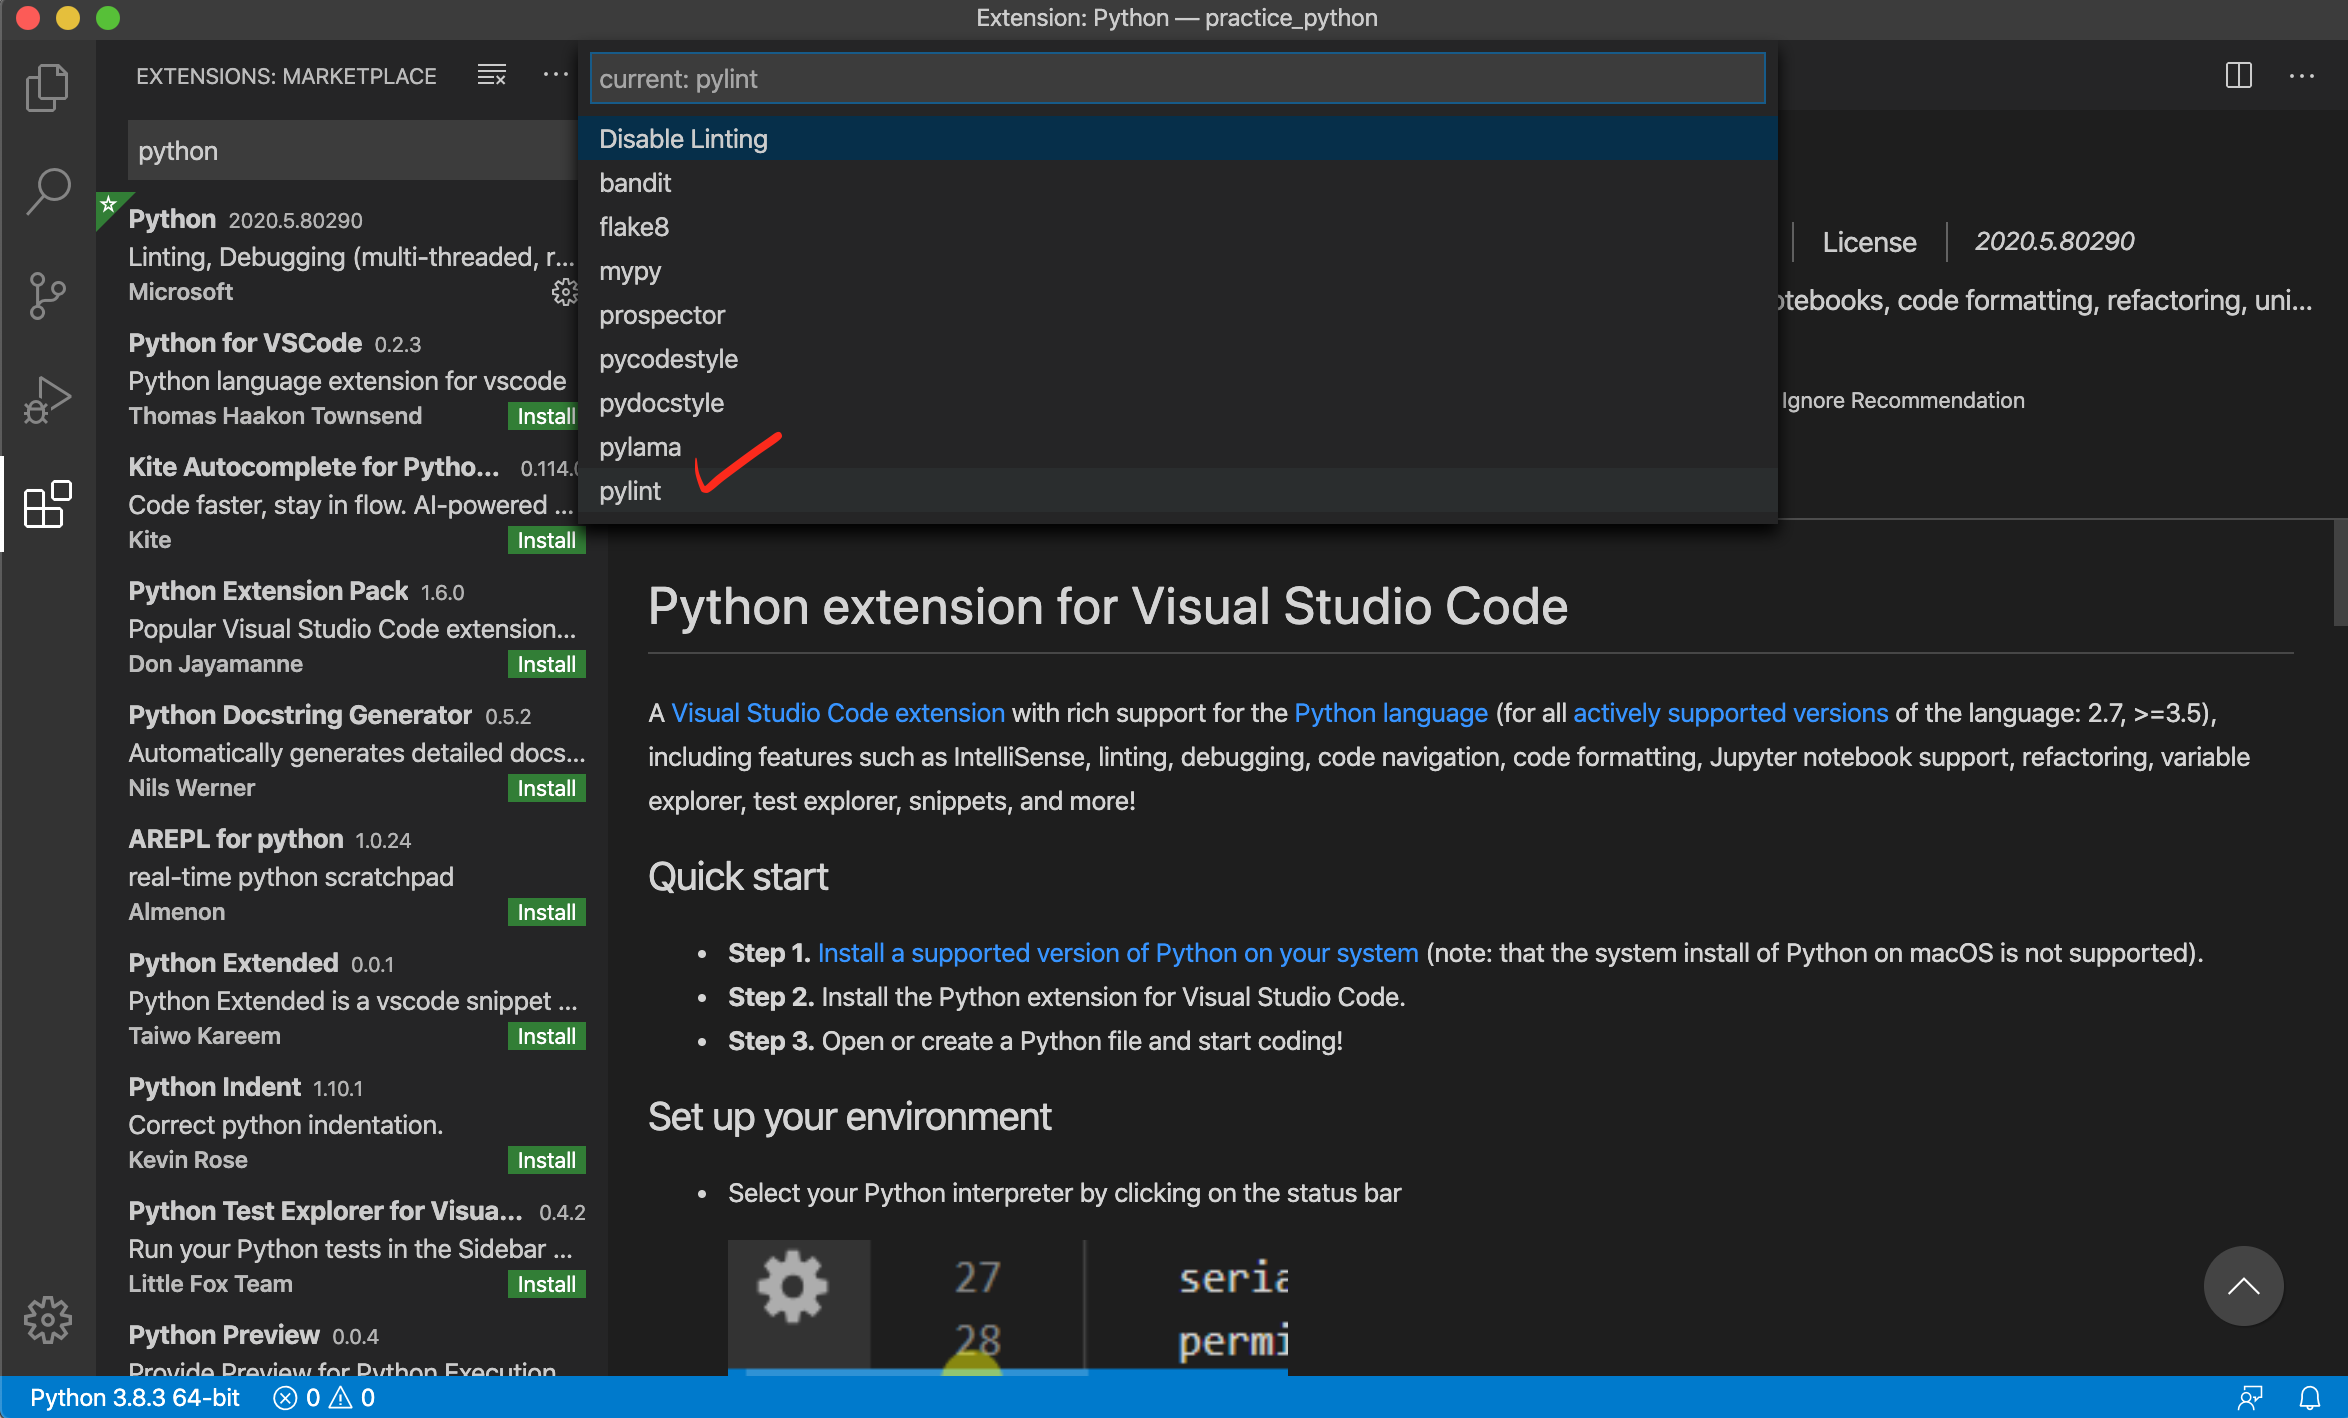 Extension: Python — practice_python
EXTENSIONS: MARKETPLACE
python
Python 2020.5.80290
Linting, Debugging (multi-threaded, r...
Microsoft
Python for VSCode 0.2.3
Python language extension for vscode
Thomas Haakon Townsend Install
Kite Autocomplete for Pytho... 0.114.
Code faster, stay in flow. AI-powered ...
Kite Install
Python Extension Pack 1.6.0
Popular Visual Studio Code extension...
Don Jayamanne Install
Python Docstring Generator 0.5.2
Automatically generates detailed docs...
Nils Werner Install
AREPL for python 1.0.24
real-time python scratchpad
Almenon Install
Python Extended 0.0.1
Python Extended is a vscode snippet ...
Taiwo Kareem Install
Python Indent 1.10.1
Correct python indentation.
Kevin Rose Install
Python Test Explorer for Visua... 0.4.2
Run your Python tests in the Sidebar ...
Little Fox Team Install
Python Preview 0.0.4
Provide Preview for Python Execution
current: pylint
Disable Linting
bandit
flake8
mypy
prospector
pycodestyle
pydocstyle
pylama
pylint
License 2020.5.80290
otebooks, code formatting, refactoring, uni...
Ignore Recommendation
Python extension for Visual Studio Code
A Visual Studio Code extension with rich support for the Python language (for all actively supported versions of the language: 2.7, >=3.5),
including features such as IntelliSense, linting, debugging, code navigation, code formatting, Jupyter notebook support, refactoring, variable
explorer, test explorer, snippets, and more!
Quick start
• Step 1. Install a supported version of Python on your system (note: that the system install of Python on macOS is not supported).
• Step 2. Install the Python extension for Visual Studio Code.
• Step 3. Open or create a Python file and start coding!
Set up your environment
• Select your Python interpreter by clicking on the status bar
27 seria
28 permi
Python 3.8.3 64-bit 0 0